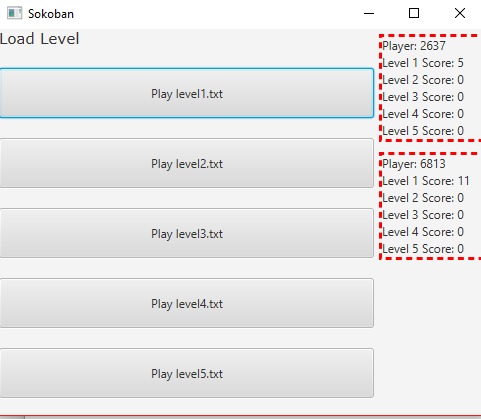 Sokoban
Load Level
Play level1.txt
Play level2.txt
Play level3.txt
Play level4.txt
Play level5.txt
Player: 2637
Level 1 Score: 5
Level 2 Score: 0
Level 3 Score: 0
Level 4 Score: 0
Level 5 Score: 0
Player: 6813
Level 1 Score: 11
Level 2 Score: 0
Level 3 Score: 0
Level 4 Score: 0
Level 5 Score: 0